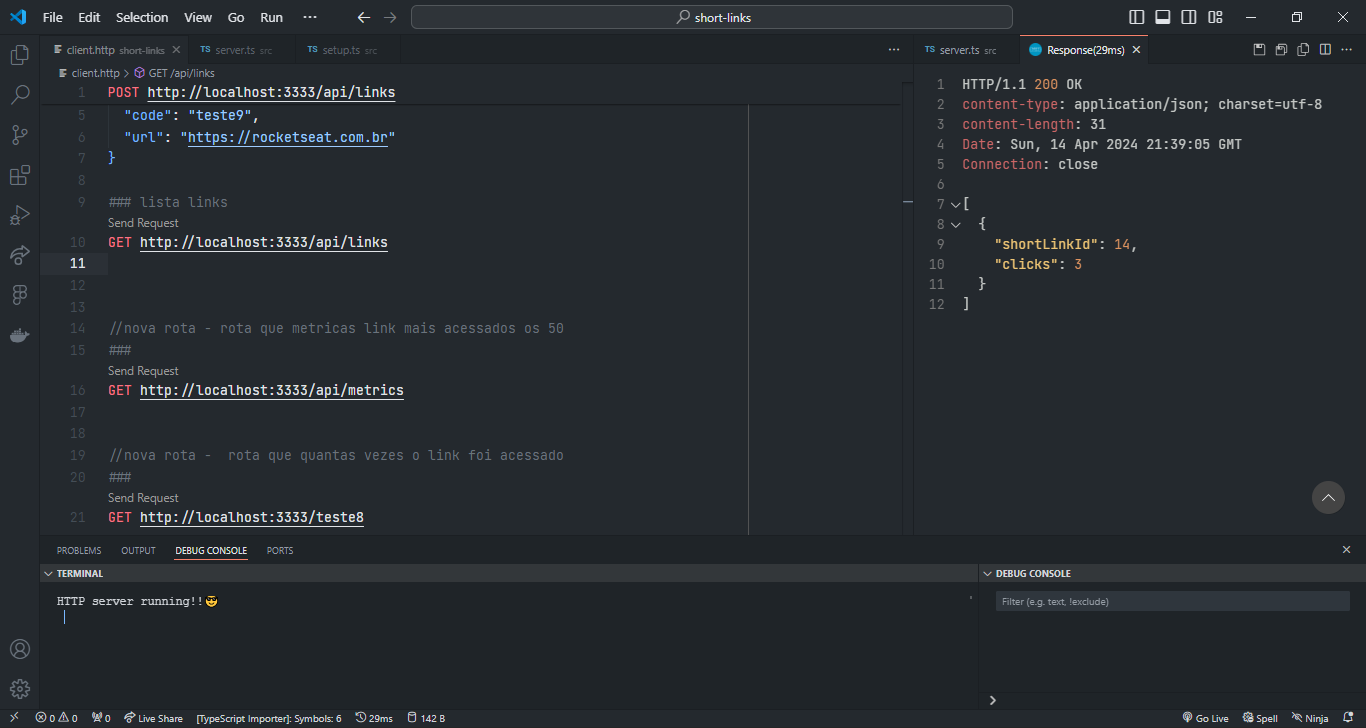 File Edit Selection View Go Run ··· short-links
client.http short-links TS server.ts src TS setup.ts src ···
client.http > GET /api/links
1 POST http://localhost:3333/api/links
5 "code": "teste9",
6 "url": "https://rocketseat.com.br"
7 }
8
9 ### lista links
Send Request
10 GET http://localhost:3333/api/links
11
12
13
14 //nova rota - rota que metricas link mais acessados os 50
15 ###
Send Request
16 GET http://localhost:3333/api/metrics
17
18
19 //nova rota -  rota que quantas vezes o link foi acessado
20 ###
Send Request
21 GET http://localhost:3333/teste8
TS server.ts src Response(29ms) ···
1 HTTP/1.1 200 OK
2 content-type: application/json; charset=utf-8
3 content-length: 31
4 Date: Sun, 14 Apr 2024 21:39:05 GMT
5 Connection: close
6
7 [
8 {
9 "shortLinkId": 14,
10 "clicks": 3
11 }
12 ]
PROBLEMS OUTPUT DEBUG CONSOLE PORTS
TERMINAL
HTTP server running!!😎
DEBUG CONSOLE
Filter (e.g. text, !exclude)
0 0 0 Live Share [TypeScript Importer]: Symbols: 6 29ms 142 B Go Live Spell Ninja